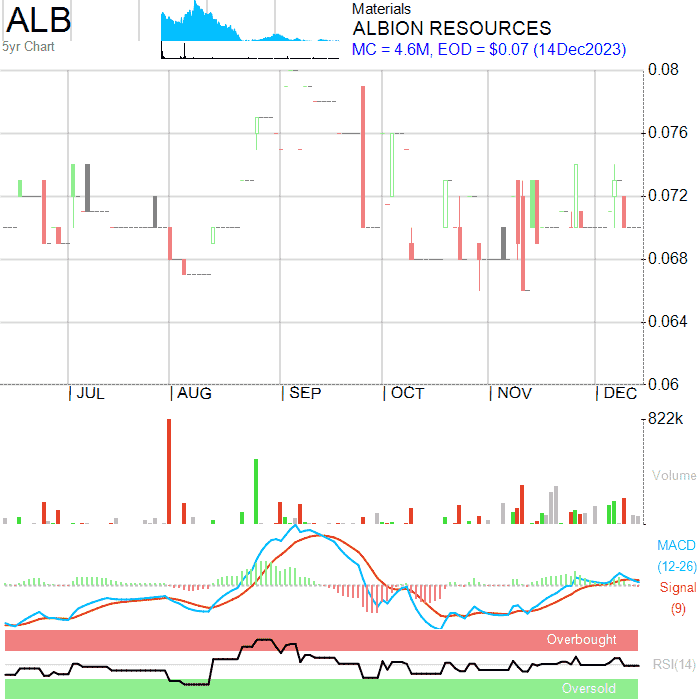 ALB
5yr Chart
Materials
ALBION RESOURCES
MC = 4.6M, EOD = $0.07 (14Dec2023)
0.08
0.076
0.072
0.068
0.064
0.06
JUL AUG SEP OCT NOV DEC
822k
Volume
MACD
(12-26)
Signal
(9)
Overbought
RSI(14)
Oversold